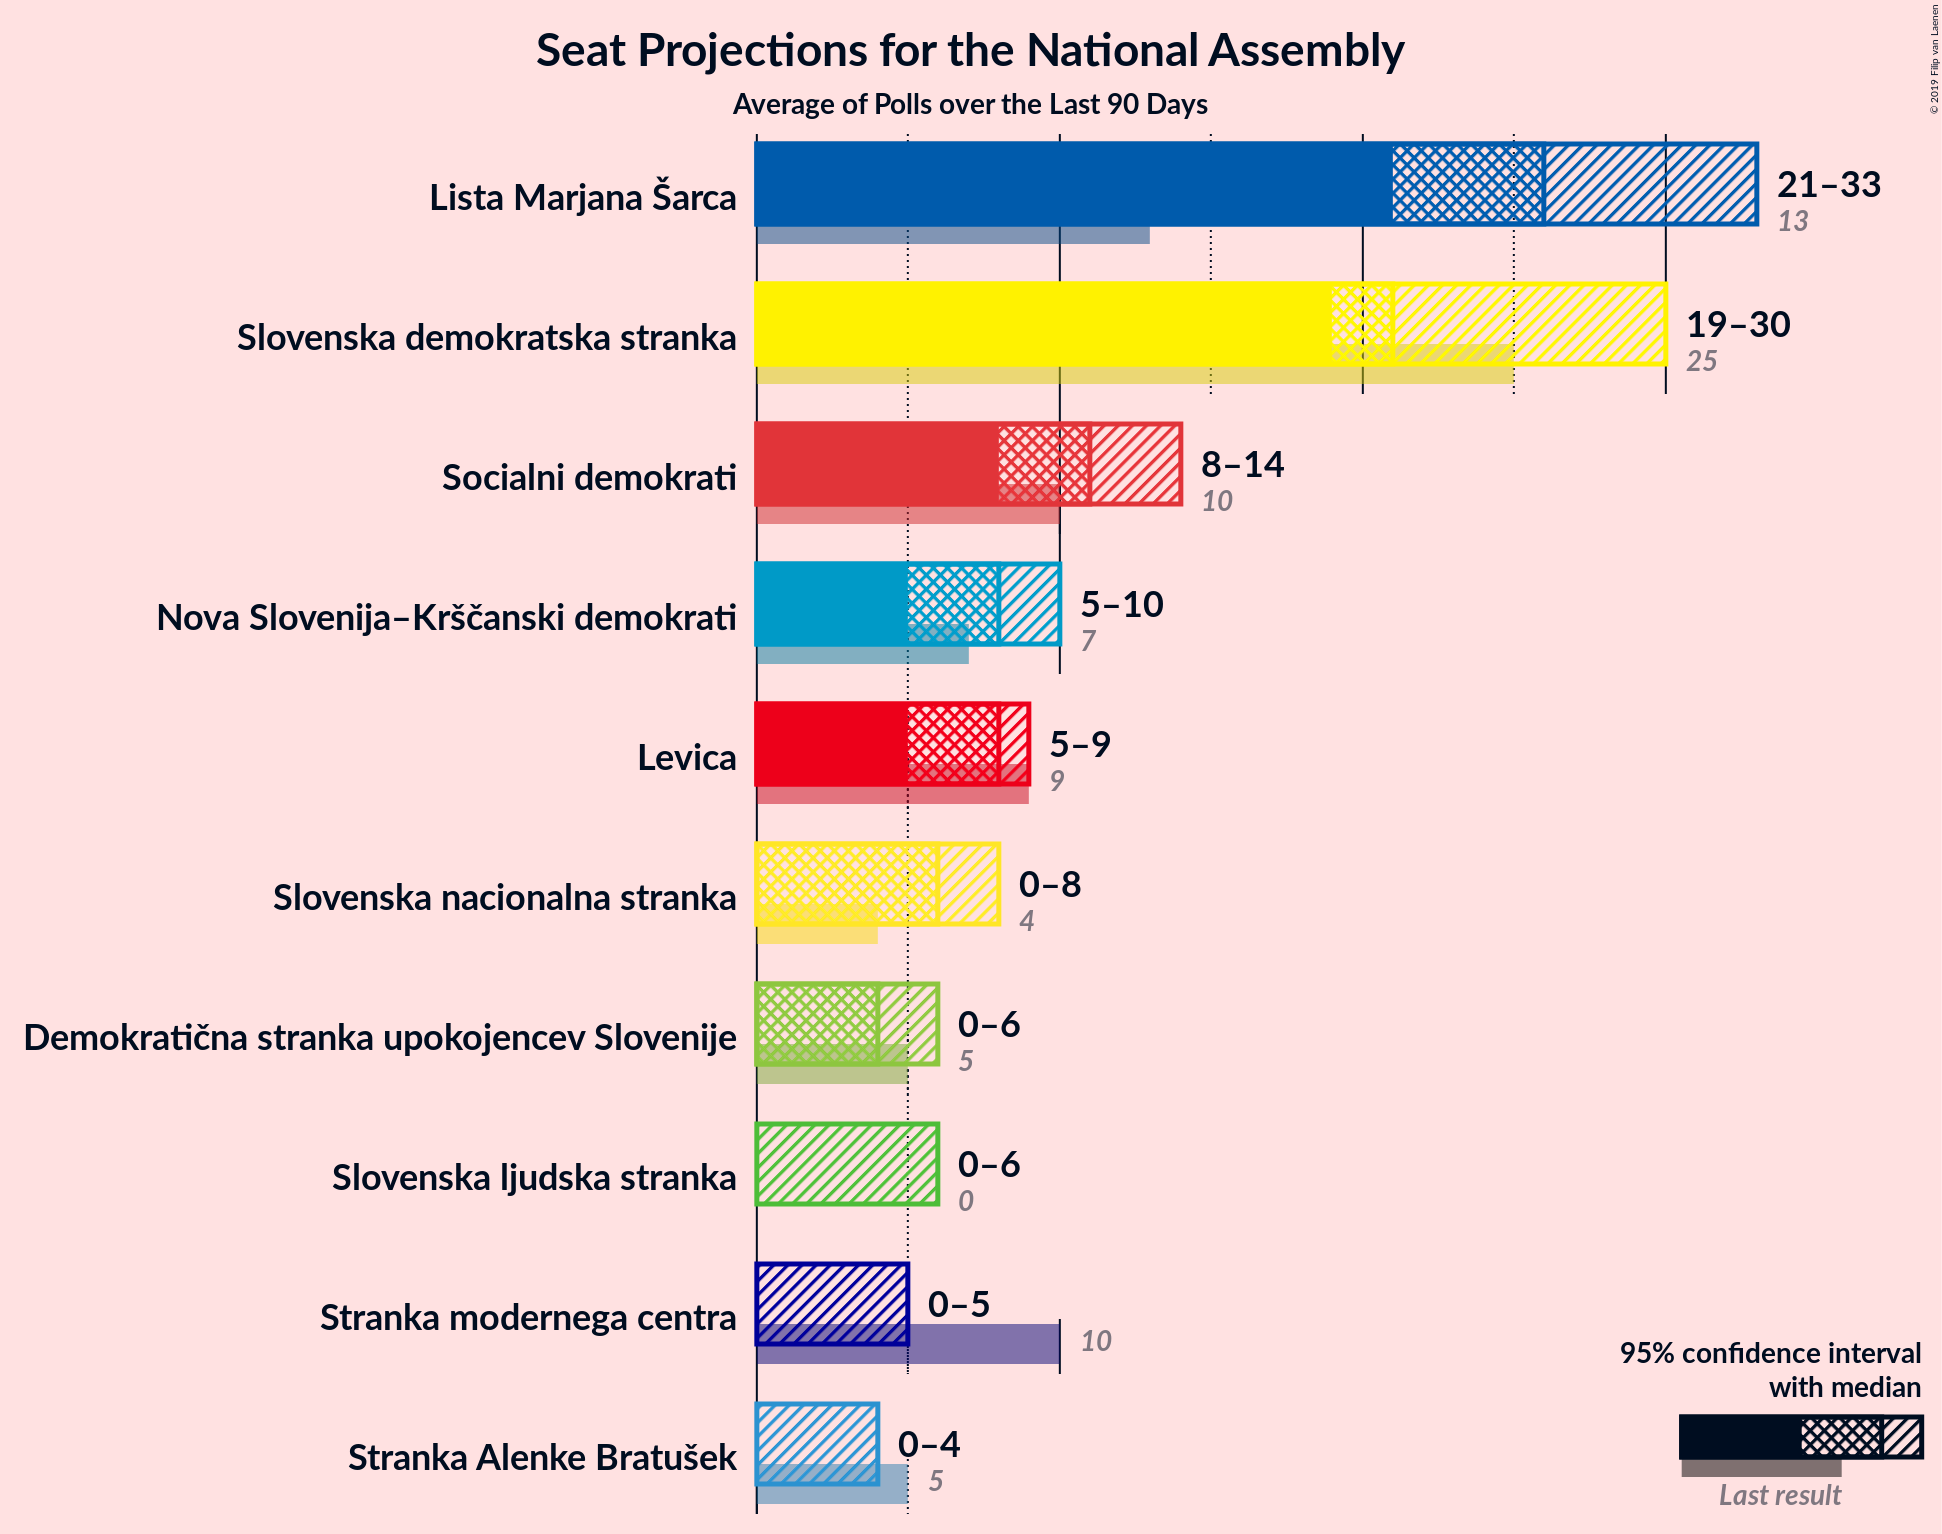 Seat Projections for the National Assembly
Average of Polls over the Last 90 Days
© 2019 Filip van Laenen
Lista Marjana Šarca
21–33
13
Slovenska demokratska stranka
19–30
25
Socialni demokrati
8–14
10
Nova Slovenija–Krščanski demokrati
5–10
7
Levica
5–9
9
Slovenska nacionalna stranka
0–8
4
Demokratična stranka upokojencev Slovenije
0–6
5
Slovenska ljudska stranka
0–6
0
Stranka modernega centra
0–5
10
Stranka Alenke Bratušek
0–4
5
95% confidence interval
with median
Last result